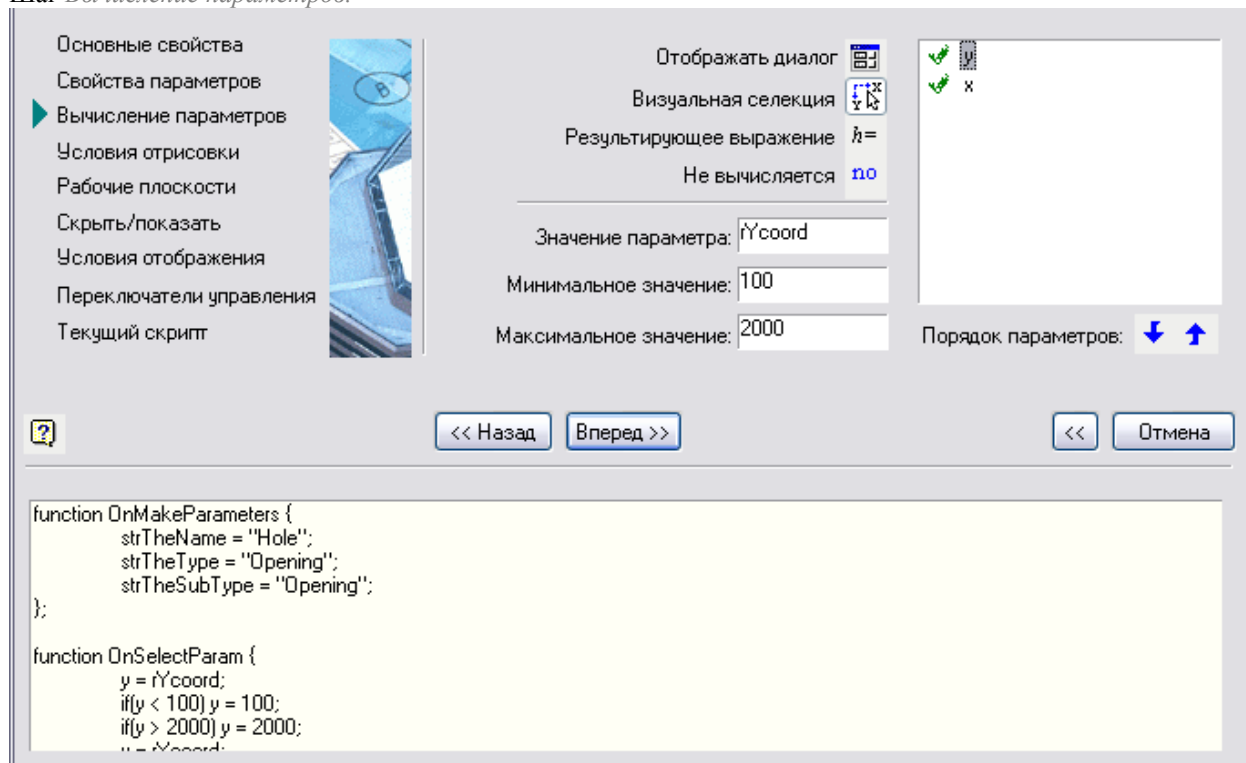 Шаг Вычисление параметров.
Основные свойства
Свойства параметров
Вычисление параметров
Условия отрисовки
Рабочие плоскости
Скрыть/показать
Условия отображения
Переключатели управления
Текущий скрипт
B
Отображать диалог
Визуальная селекция
Результирующее выражение h=
Не вычисляется no
Значение параметра: rYcoord
Минимальное значение: 100
Максимальное значение: 2000
y
x
Порядок параметров:
<< Назад Вперед >> << Отмена
function OnMakeParameters {
strTheName = "Hole";
strTheType = "Opening";
strTheSubType = "Opening";
};
function OnSelectParam {
y = rYcoord;
if(y < 100) y = 100;
if(y > 2000) y = 2000;